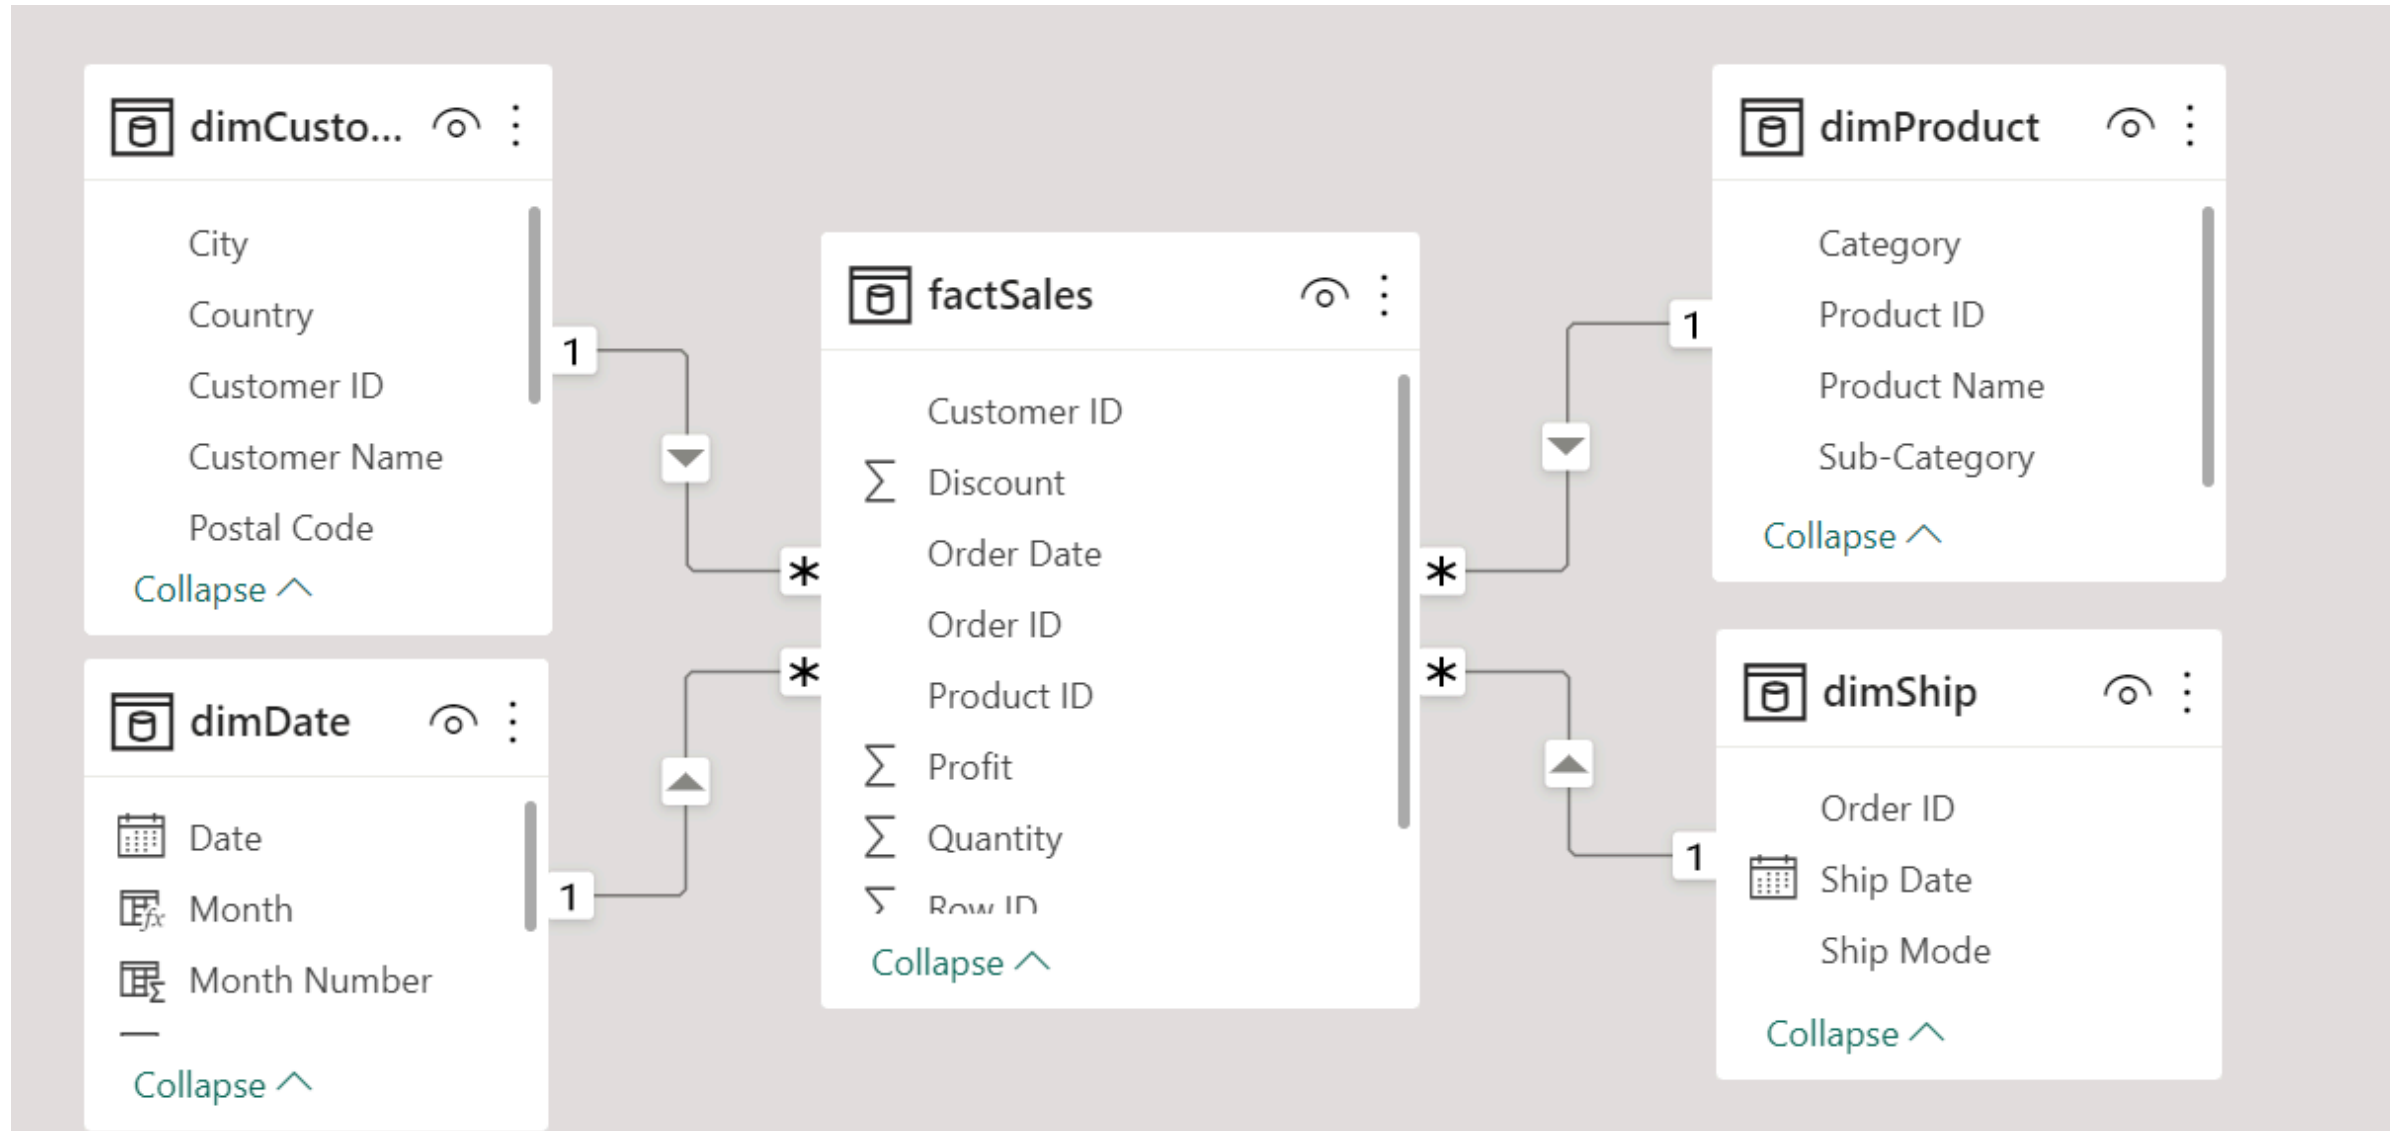 dimCusto...
City
Country
Customer ID
Customer Name
Postal Code
Collapse
1
*
dimDate
Date
Month
Month Number
Collapse
1
*
factSales
Customer ID
Discount
Order Date
Order ID
Product ID
Profit
Quantity
Row ID
Collapse
dimProduct
Category
Product ID
Product Name
Sub-Category
Collapse
1
*
dimShip
Order ID
Ship Date
Ship Mode
Collapse
1
*